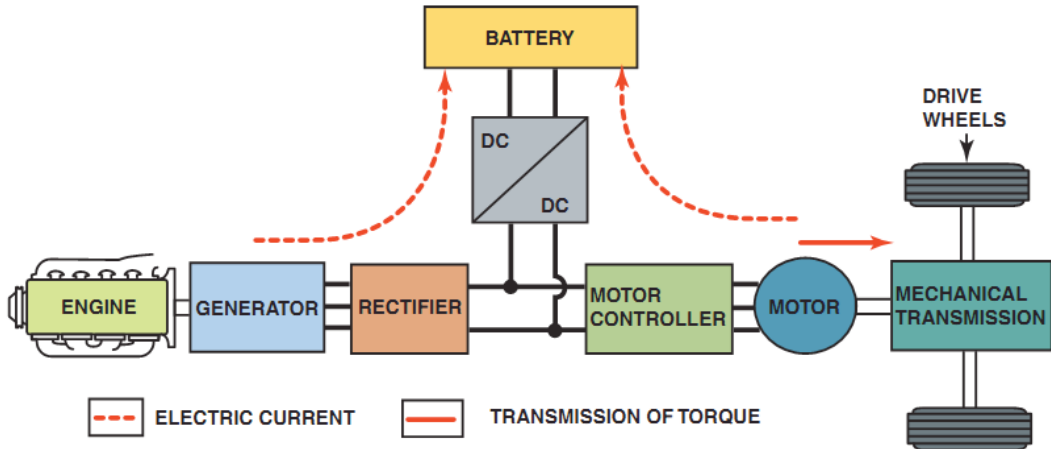 BATTERY
DRIVE
WHEELS
DC
DC
ENGINE
GENERATOR
RECTIFIER
MOTOR
CONTROLLER
MOTOR
MECHANICAL
TRANSMISSION
ELECTRIC CURRENT
TRANSMISSION OF TORQUE